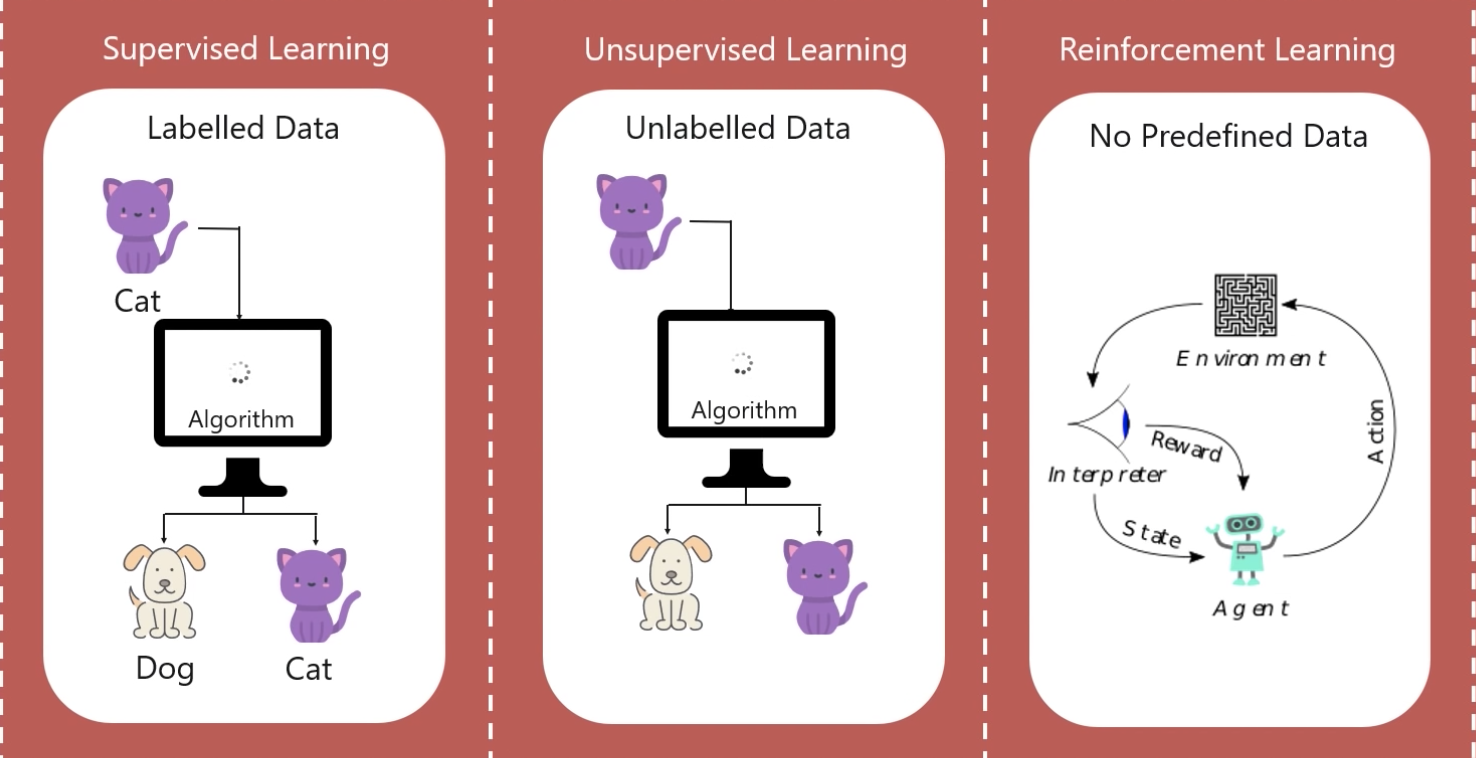 Supervised Learning
Labelled Data
Cat
Algorithm
Dog Cat
Unsupervised Learning
Unlabelled Data
Algorithm
Reinforcement Learning
No Predefined Data
Environment
Reward
Interpreter
Action
State
Agent